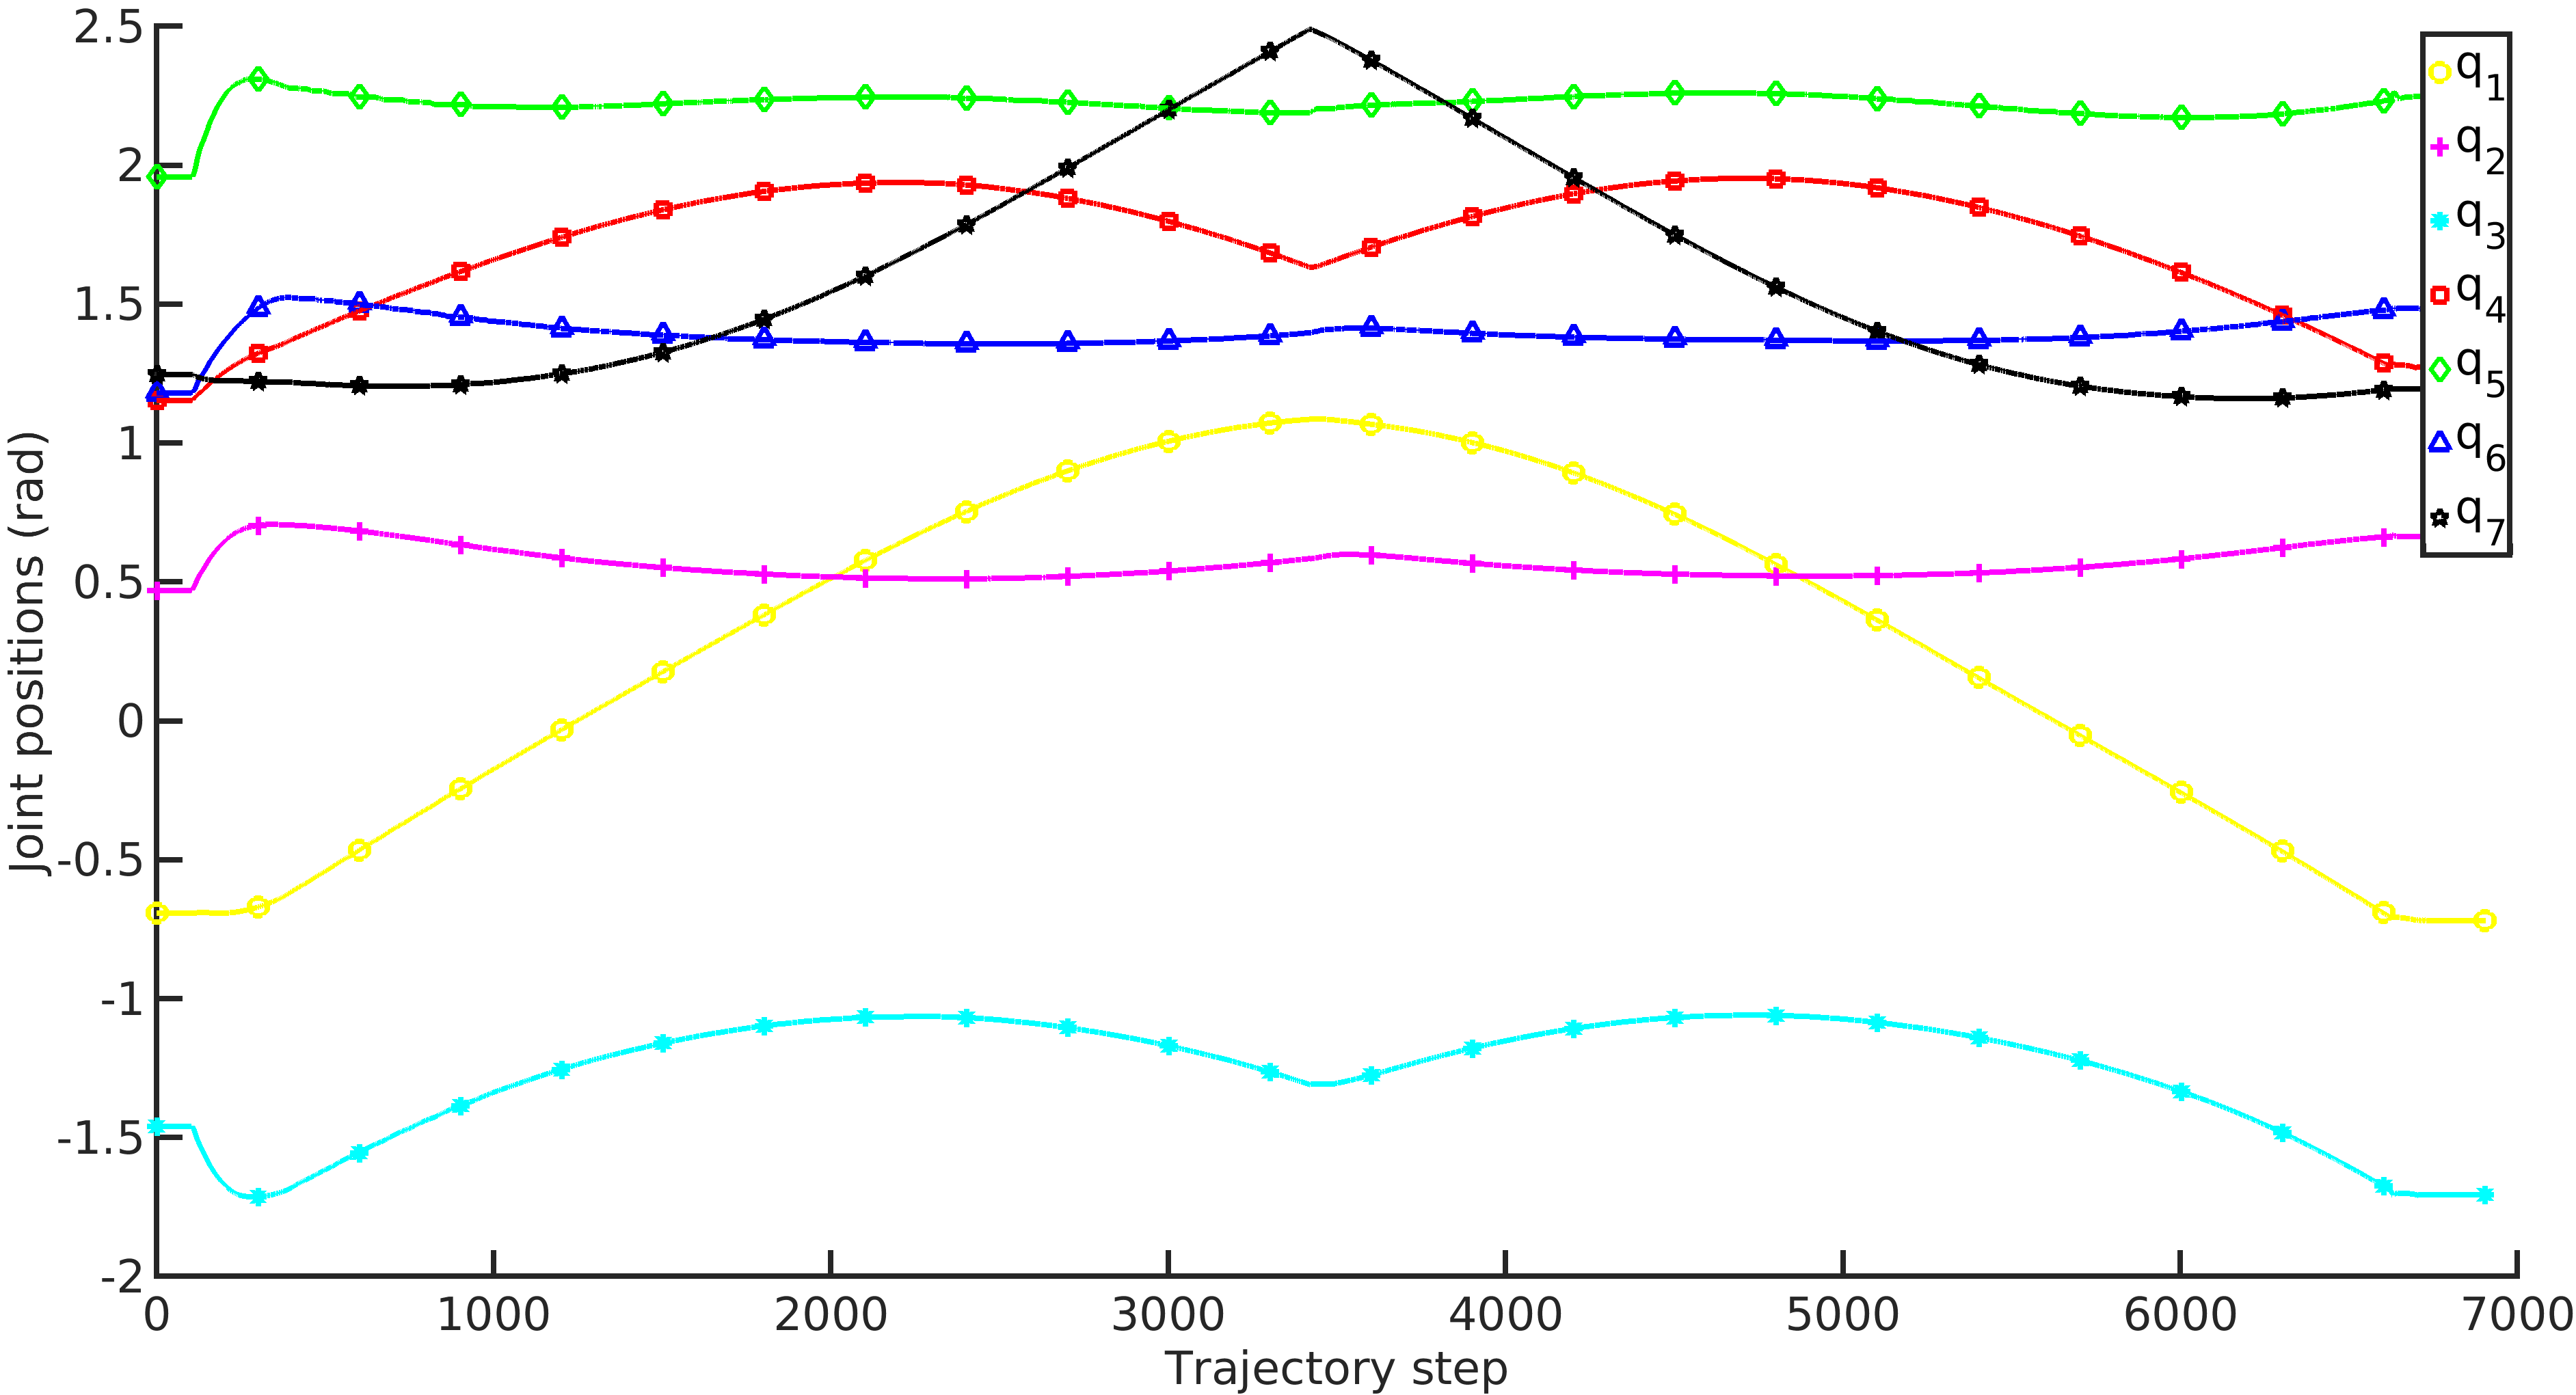 2.5
2
1.5
1
0.5
0
-0.5
-1
-1.5
-2
Joint positions (rad)
0 1000 2000 3000 4000 5000 6000 7000
Trajectory step
q1
q2
q3
q4
q5
q6
q7